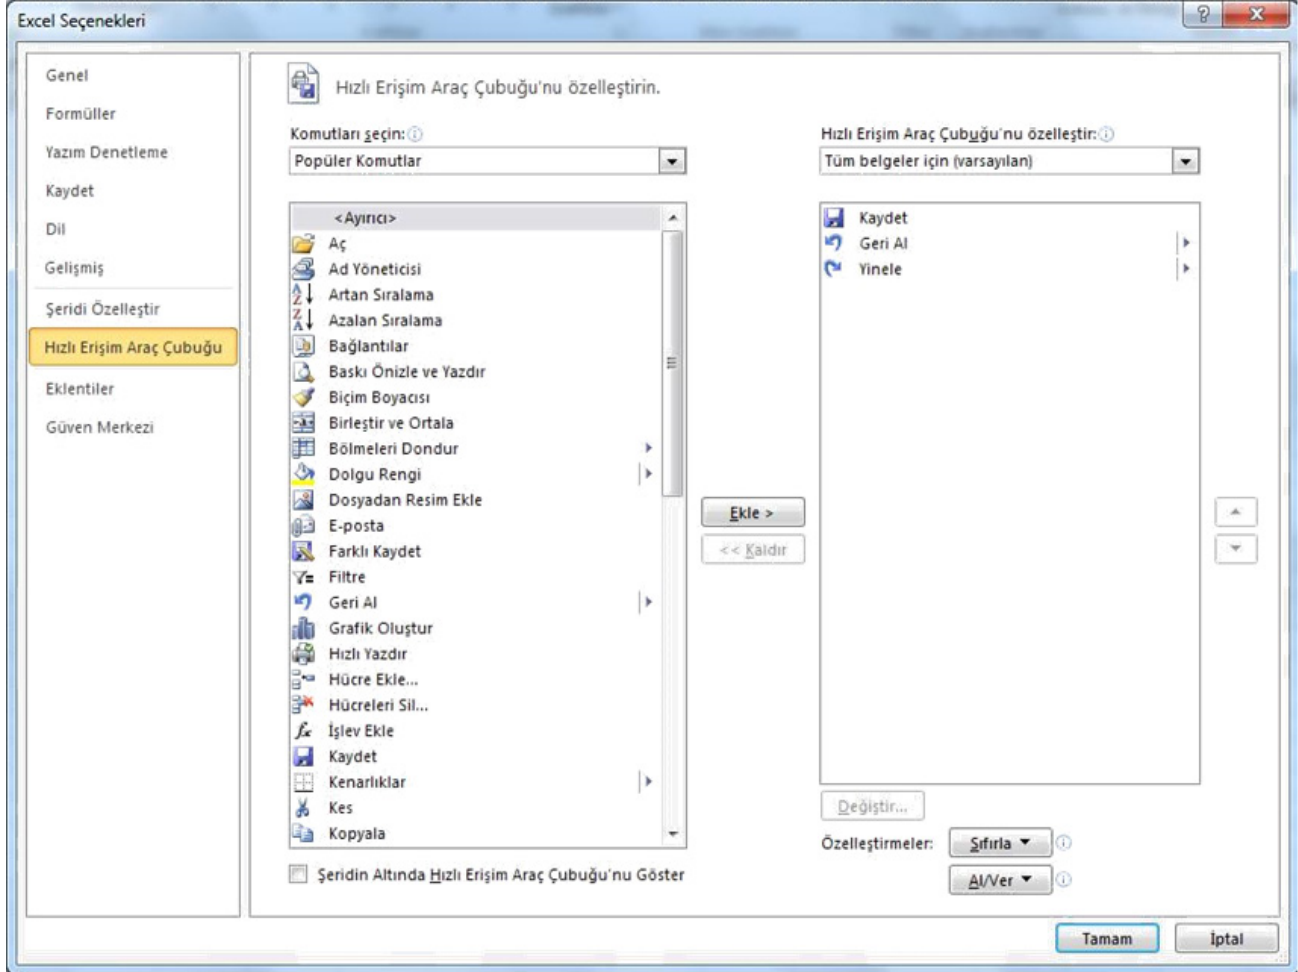 Excel Seçenekleri
Genel
Formüller
Yazım Denetleme
Kaydet
Dil
Gelişmiş
Şeridi Özelleştir
Hızlı Erişim Araç Çubuğu
Eklentiler
Güven Merkezi
Hızlı Erişim Araç Çubuğu'nu özelleştirin.
Komutları seçin:
Popüler Komutlar
<Ayırıcı>
Aç
Ad Yöneticisi
Artan Sıralama
Azalan Sıralama
Bağlantılar
Baskı Önizle ve Yazdır
Biçim Boyacısı
Birleştir ve Ortala
Bölmeleri Dondur
Dolgu Rengi
Dosyadan Resim Ekle
E-posta
Farklı Kaydet
Filtre
Geri Al
Grafik Oluştur
Hızlı Yazdır
Hücre Ekle...
Hücreleri Sil...
İşlev Ekle
Kaydet
Kenarlıklar
Kes
Kopyala
Şeridin Altında Hızlı Erişim Araç Çubuğu'nu Göster
Ekle >
<< Kaldır
Hızlı Erişim Araç Çubuğu'nu özelleştir:
Tüm belgeler için (varsayılan)
Kaydet
Geri Al
Yinele
Değiştir...
Özelleştirmeler: Sıfırla
Al/Ver
Tamam İptal